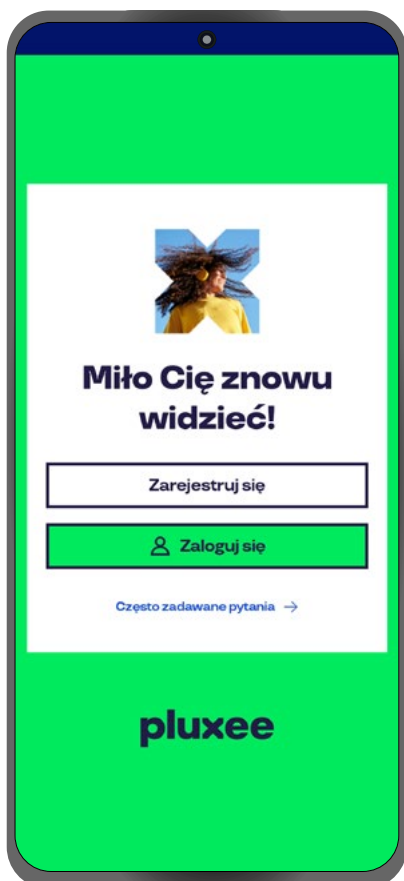 Miło Cię znowu
widzieć!
Zarejestruj się
Zaloguj się
Często zadawane pytania →
pluxee